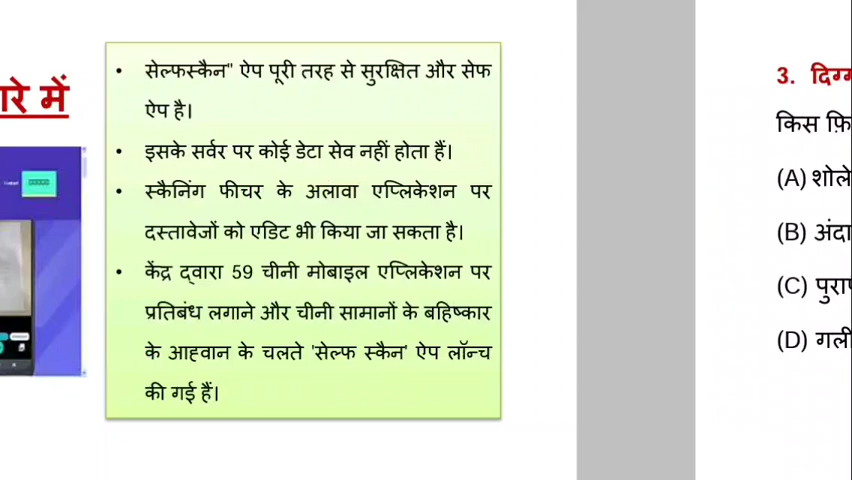 रे में
सेल्फस्कैन" ऐप पूरी तरह से सुरक्षित और सेफ
ऐप है।
इसके सर्वर पर कोई डेटा सेव नहीं होता हैं।
स्कैनिंग फीचर के अलावा एप्लिकेशन पर
दस्तावेजों को एडिट भी किया जा सकता है।
केंद्र द्वारा 59 चीनी मोबाइल एप्लिकेशन पर
प्रतिबंध लगाने और चीनी सामानों के बहिष्कार
के आह्वान के चलते 'सेल्फ स्कैन' ऐप लॉन्च
की गई हैं।
3. दिग्ग
किस फ़ि
(A) शोले
(B) अंदा
(C) पुरा
(D) गली